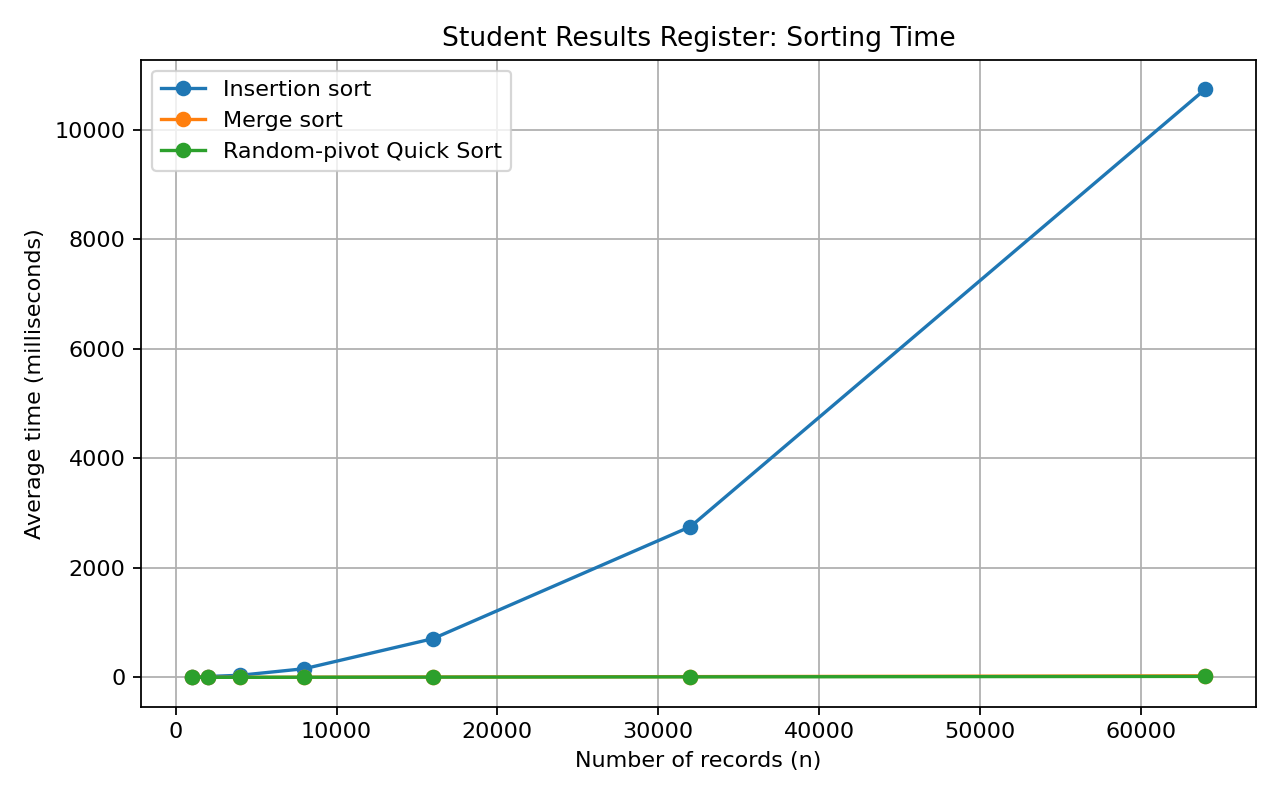 Student Results Register: Sorting Time
Insertion sort
Merge sort
Random-pivot Quick Sort
Average time (milliseconds)
10000
8000
6000
4000
2000
0
0 10000 20000 30000 40000 50000 60000
Number of records (n)